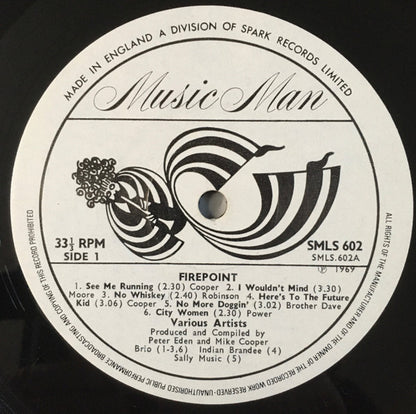 MADE IN ENGLAND A DIVISION OF SPARK RECORDS LIMITED
Music Man
33⅓ RPM
SIDE 1
SMLS 602
SMLS.602A
℗ 1969
FIREPOINT
1. See Me Running (2.30) Cooper 2. I Wouldn't Mind (3.30)
Moore 3. No Whiskey (2.40) Robinson 4. Here's To The Future
Kid (3.06) Cooper 5. No More Doggin' (3.02) Brother Dave
6. City Women (2.30) Power
Various Artists
Produced and Compiled by
Peter Eden and Mike Cooper
Brio (1-3,6) Indian Brandee (4)
Sally Music (5)
ALL RIGHTS OF THE MANUFACTURER AND OF THE OWNER OF THE RECORDED WORK RESERVED-UNAUTHORISED PUBLIC PERFORMANCE BROADCASTING AND COPYING OF THIS RECORD PROHIBITED